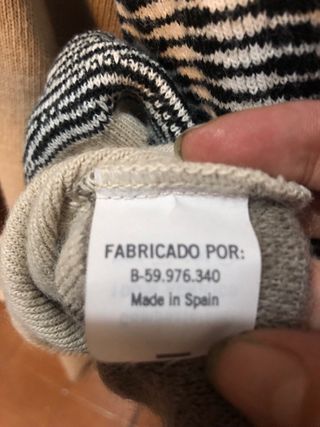 FABRICADO POR:
B-59.976.340
Made in Spain